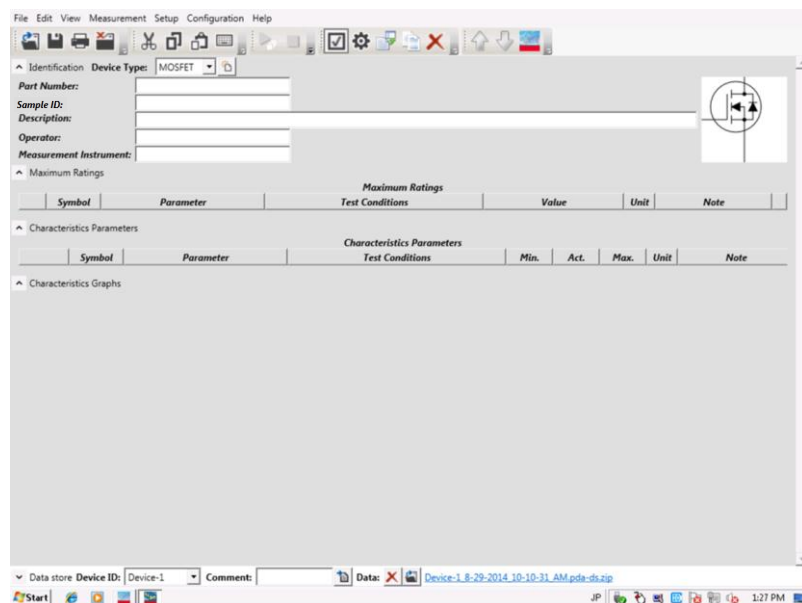 File Edit View Measurement Setup Configuration Help
Identification Device Type: MOSFET
Part Number:
Sample ID:
Description:
Operator:
Measurement Instrument:
Maximum Ratings
Maximum Ratings
Symbol Parameter Test Conditions Value Unit Note
Characteristics Parameters
Characteristics Parameters
Symbol Parameter Test Conditions Min. Act. Max. Unit Note
Characteristics Graphs
Data store Device ID: Device-1 Comment: Data: Device-1_8-29-2014_10-10-31_AM.pda-ds.zip
Start JP 1:27 PM